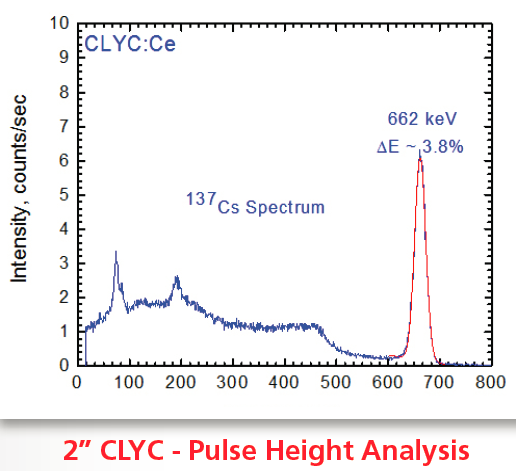 10
CLYC:Ce
9
8
7
662 keV
ΔE ~ 3.8%
6
5
137Cs Spectrum
4
3
2
1
0
Intensity, counts/sec
0 100 200 300 400 500 600 700 800
2” CLYC - Pulse Height Analysis